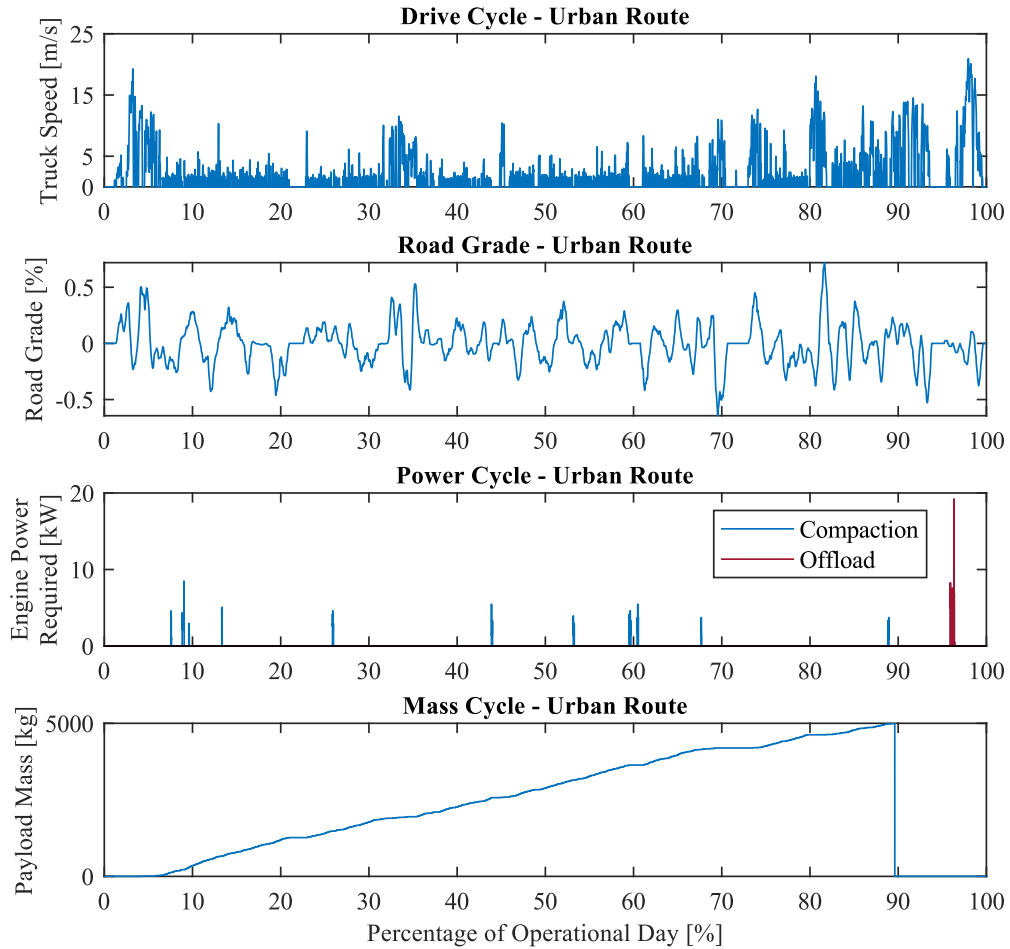 Drive Cycle - Urban Route
Truck Speed [m/s]
25
15
5
0
0 10 20 30 40 50 60 70 80 90 100
Road Grade - Urban Route
Road Grade [%]
0.5
0
-0.5
0 10 20 30 40 50 60 70 80 90 100
Power Cycle - Urban Route
Engine Power
Required [kW]
20
10
0
Compaction
Offload
0 10 20 30 40 50 60 70 80 90 100
Mass Cycle - Urban Route
Payload Mass [kg]
5000
0
0 10 20 30 40 50 60 70 80 90 100
Percentage of Operational Day [%]